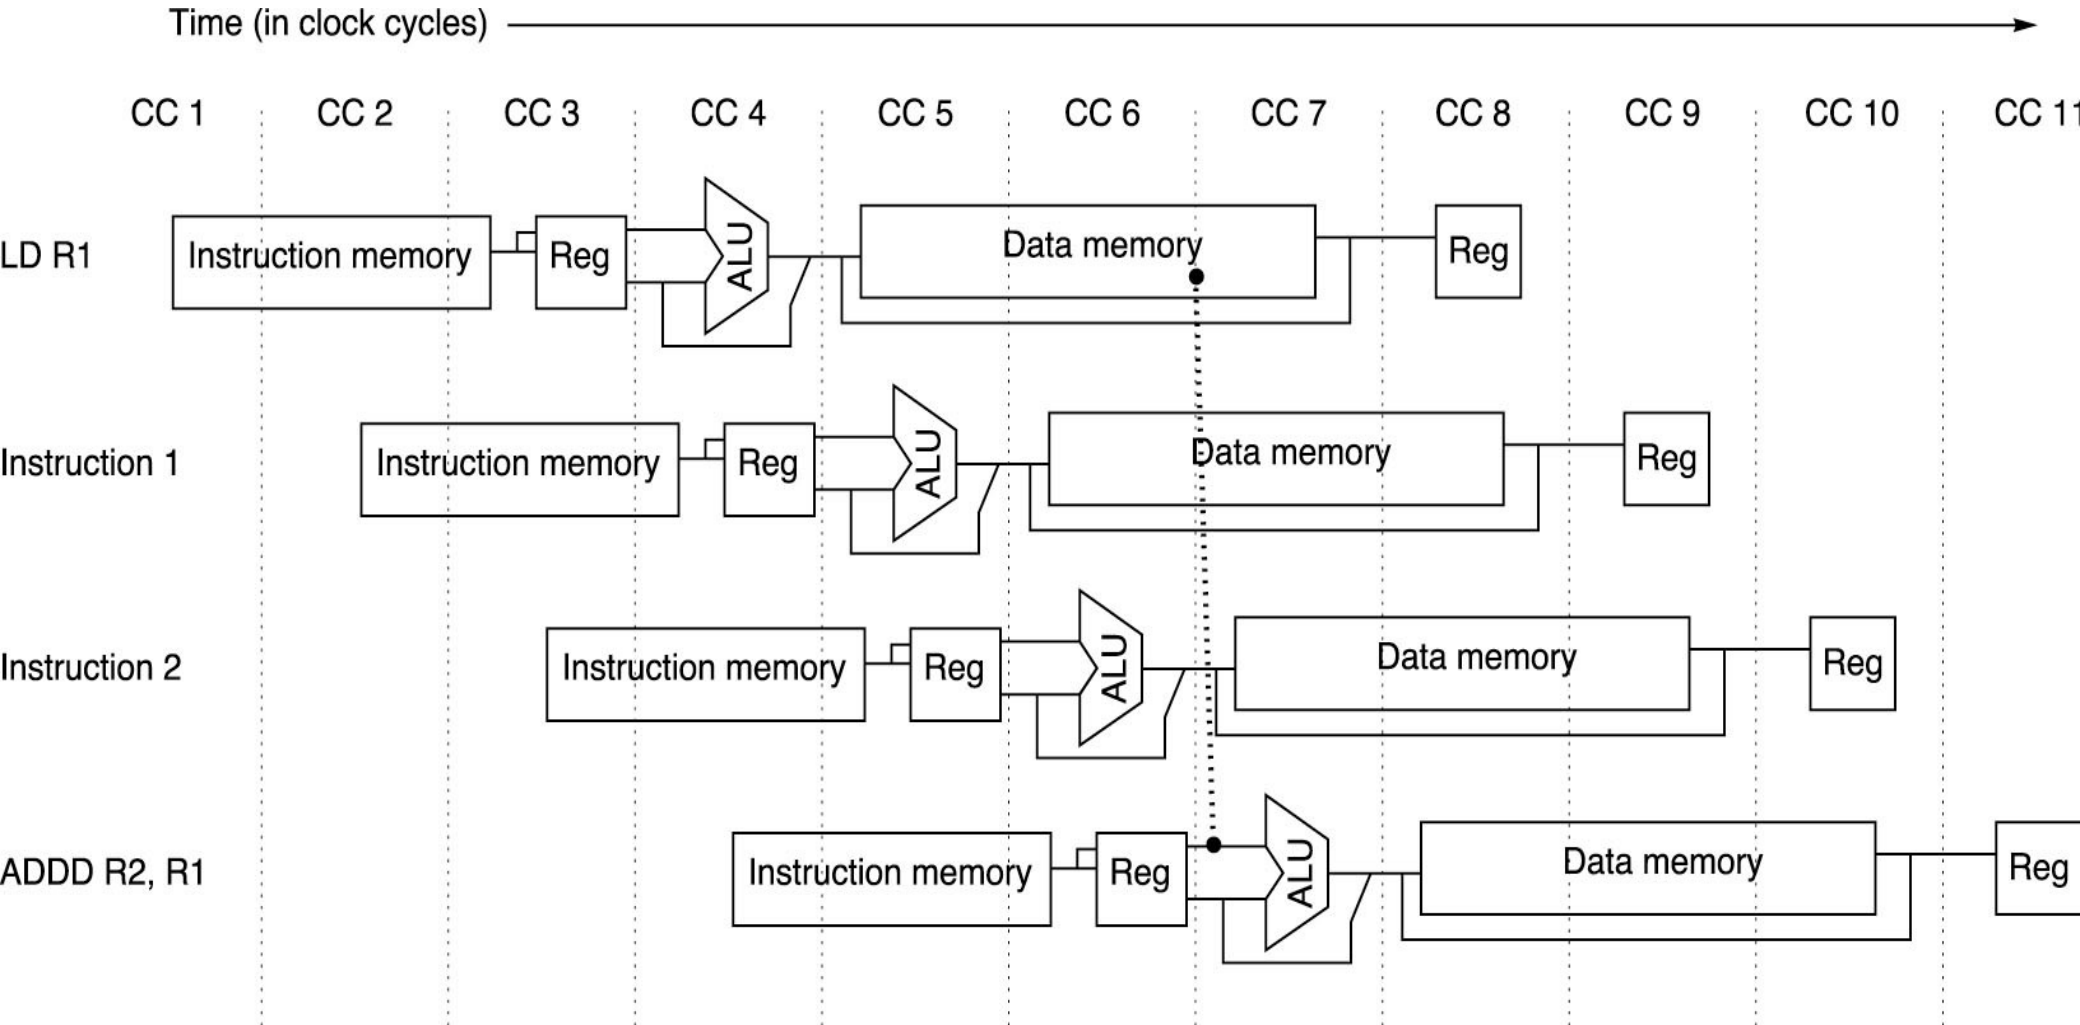 Time (in clock cycles)
CC 1 CC 2 CC 3 CC 4 CC 5 CC 6 CC 7 CC 8 CC 9 CC 10 CC 11
LD R1 Instruction memory Reg ALU Data memory Reg
Instruction 1 Instruction memory Reg ALU Data memory Reg
Instruction 2 Instruction memory Reg ALU Data memory Reg
ADDD R2, R1 Instruction memory Reg ALU Data memory Reg